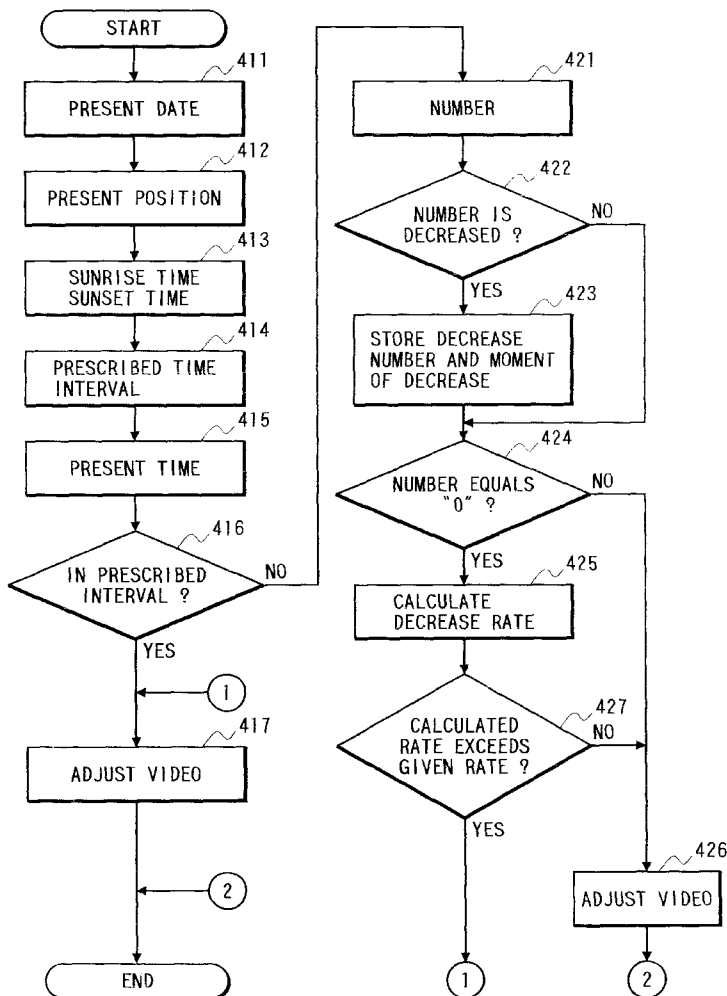 START
411
PRESENT DATE
412
PRESENT POSITION
413
SUNRISE TIME
SUNSET TIME
414
PRESCRIBED TIME
INTERVAL
415
PRESENT TIME
416
IN PRESCRIBED
INTERVAL ?
NO
YES
1
417
ADJUST VIDEO
2
END
421
NUMBER
422
NUMBER IS
DECREASED ?
NO
YES
423
STORE DECREASE
NUMBER AND MOMENT
OF DECREASE
424
NUMBER EQUALS
"0" ?
NO
YES
425
CALCULATE
DECREASE RATE
427
CALCULATED
RATE EXCEEDS
GIVEN RATE ?
NO
YES
426
ADJUST VIDEO
1
2